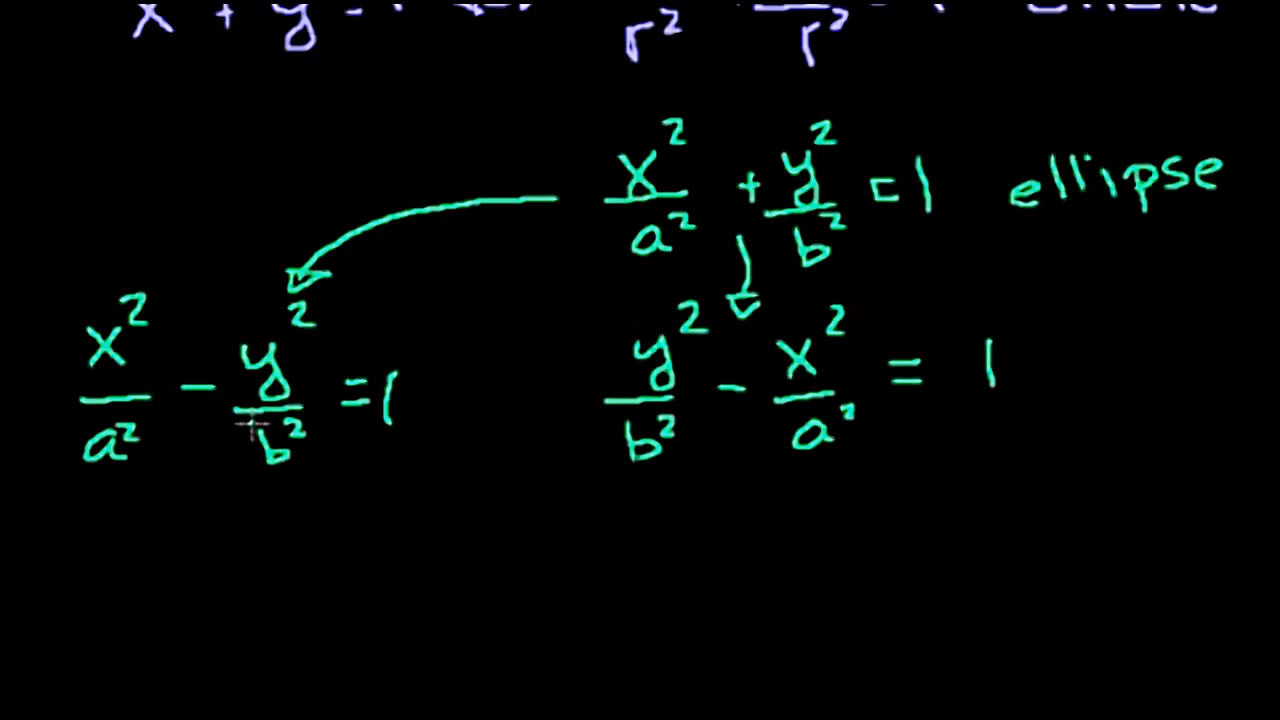 x²/a² + y²/b² = 1 ellipse
x²/a² - y²/b² = 1
y²/b² - x²/a² = 1